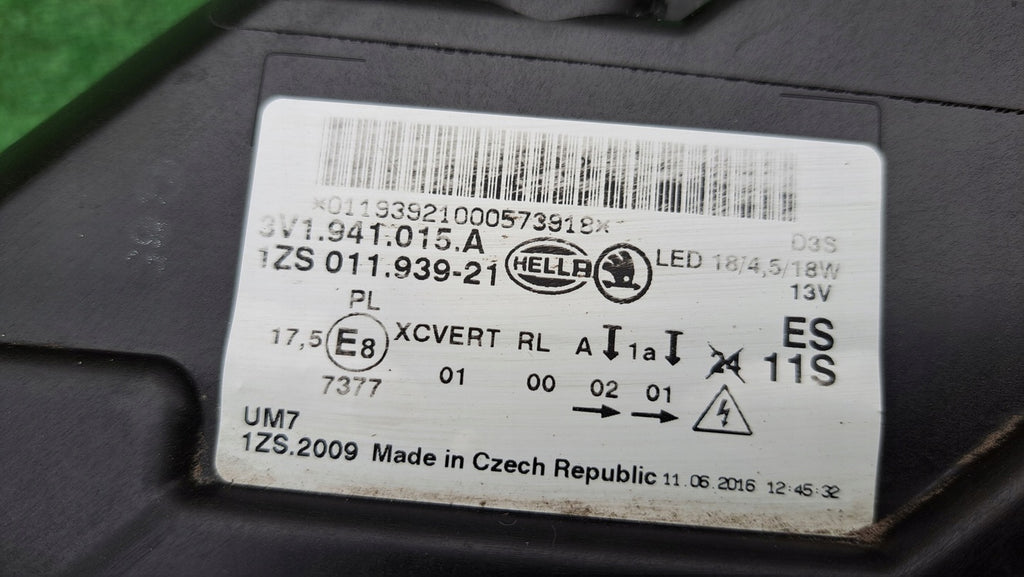 *01193921000573918*
3V1.941.015.A
D3S
1ZS 011.939-21 HELLA LED 18/4,5/18W
13V
PL
17,5 E8 XCVERT RL A 1a 24 ES
7377 01 00 02 01 11S
UM7
1ZS.2009 Made in Czech Republic 11.06.2016 12:45:32